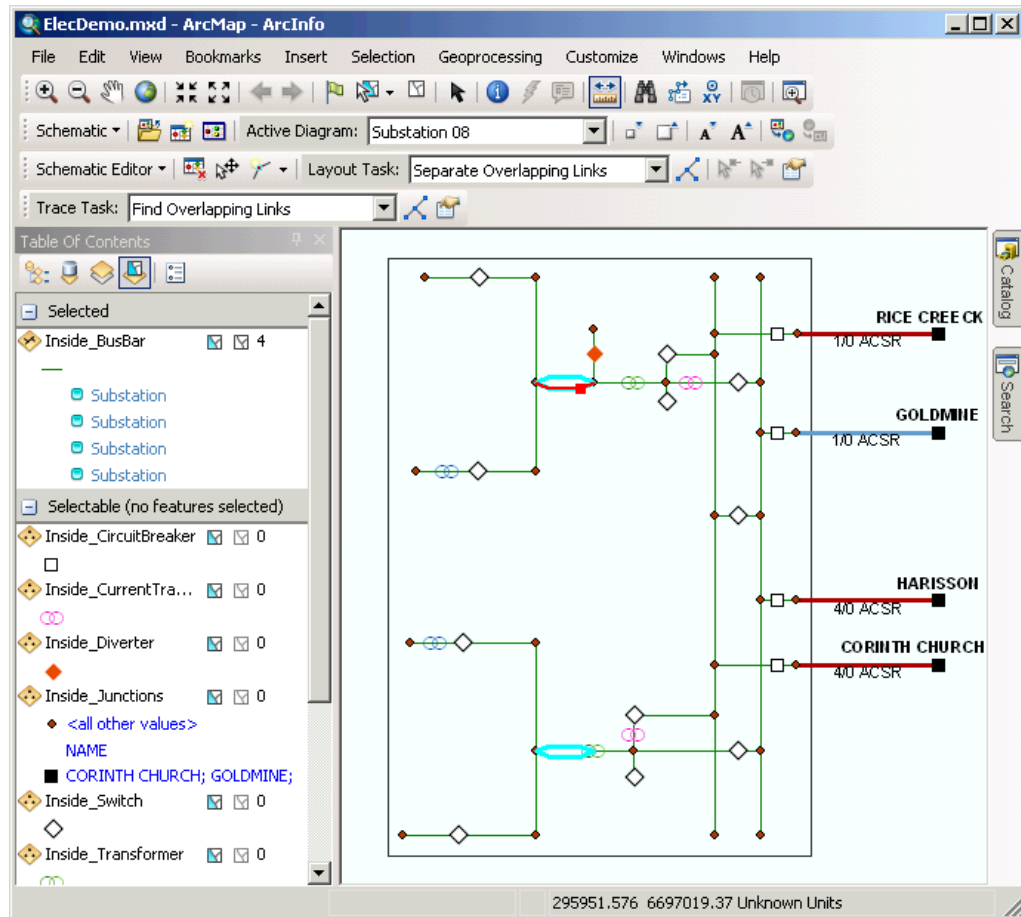 ElecDemo.mxd - ArcMap - ArcInfo
File Edit View Bookmarks Insert Selection Geoprocessing Customize Windows Help
Schematic Active Diagram: Substation 08
Schematic Editor Layout Task: Separate Overlapping Links
Trace Task: Find Overlapping Links
Table Of Contents
Selected
Inside_BusBar 4
Substation
Substation
Substation
Substation
Selectable (no features selected)
Inside_CircuitBreaker 0
Inside_CurrentTra... 0
Inside_Diverter 0
Inside_Junctions 0
<all other values>
NAME
CORINTH CHURCH; GOLDMINE;
Inside_Switch 0
Inside_Transformer 0
RICE CREECK
1/0 ACSR
GOLDMINE
1/0 ACSR
HARISSON
4/0 ACSR
CORINTH CHURCH
4/0 ACSR
Catalog
Search
295951.576 6697019.37 Unknown Units